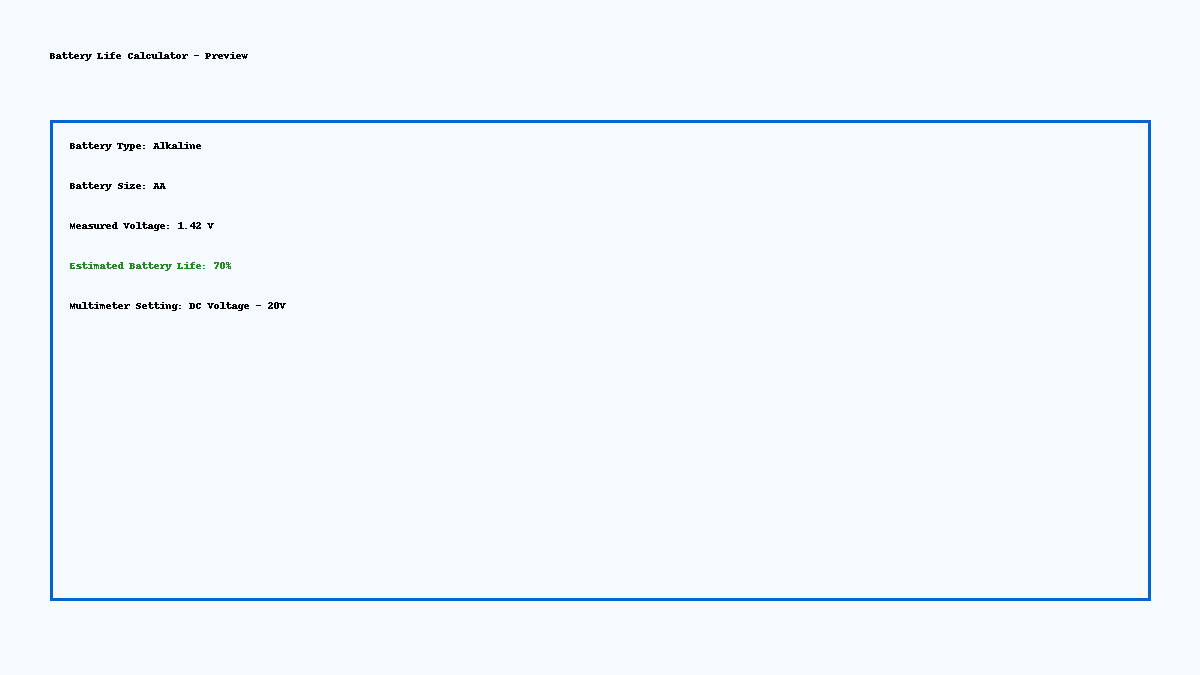 Battery Life Calculator - Preview
Battery Type: Alkaline
Battery Size: AA
Measured Voltage: 1.42 V
Estimated Battery Life: 70%
Multimeter Setting: DC Voltage - 20V